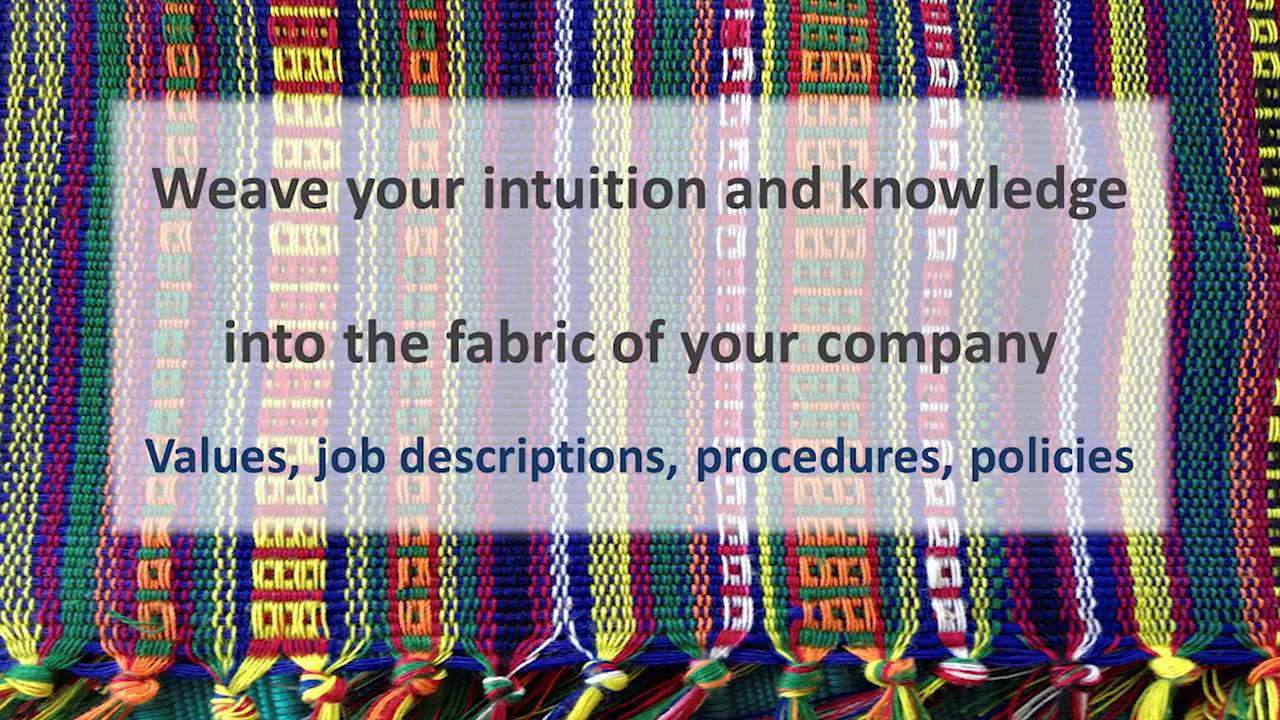 Weave your intuition and knowledge
into the fabric of your company
Values, job descriptions, procedures, policies